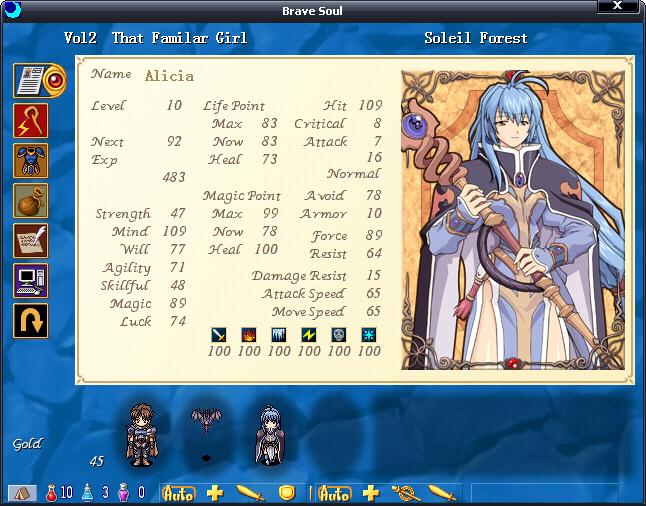 Brave Soul
Vol2 That Familar Girl
Soleil Forest
Name Alicia
Level 10
Next 92
Exp
483
Strength 47
Mind 109
Will 77
Agility 71
Skillful 48
Magic 89
Luck 74
Life Point
Max 83
Now 83
Heal 73
Magic Point
Max 99
Now 78
Heal 100
Hit 109
Critical 8
Attack 7
16
Normal
Avoid 78
Armor 10
Force 89
Resist 64
Damage Resist 15
Attack Speed 65
Move Speed 65
100 100 100 100 100 100
Gold
45
10 3 0 Auto Auto